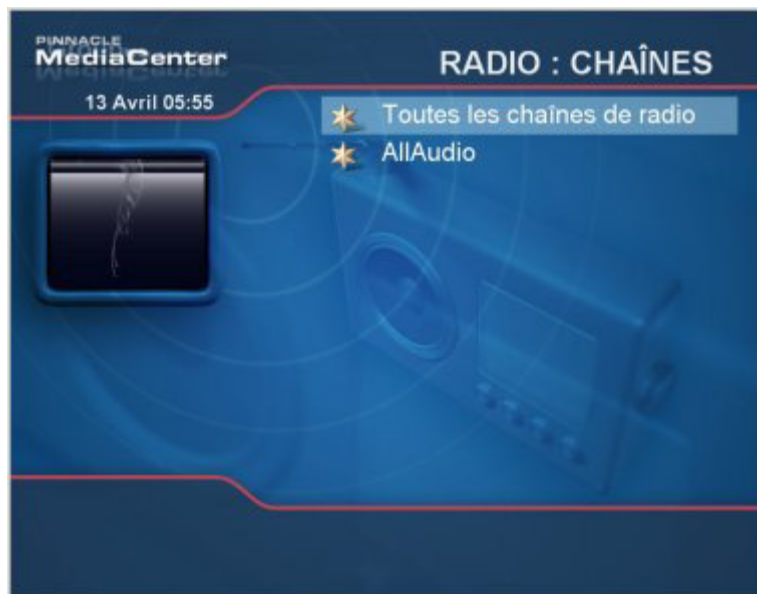 PINNACLE
MediaCenter
RADIO : CHAÎNES
13 Avril 05:55
Toutes les chaînes de radio
AllAudio